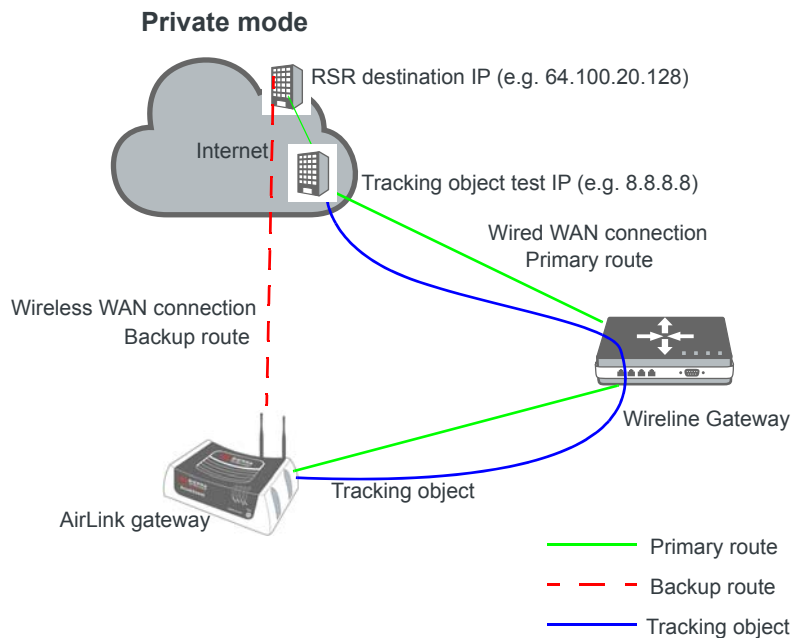 Private mode
RSR destination IP (e.g. 64.100.20.128)
Internet
Tracking object test IP (e.g. 8.8.8.8)
Wired WAN connection
Primary route
Wireless WAN connection
Backup route
Wireline Gateway
Tracking object
AirLink gateway
Primary route
Backup route
Tracking object